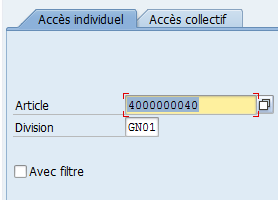 Accès individuel Accès collectif
Article 4000000040
Division GN01
Avec filtre